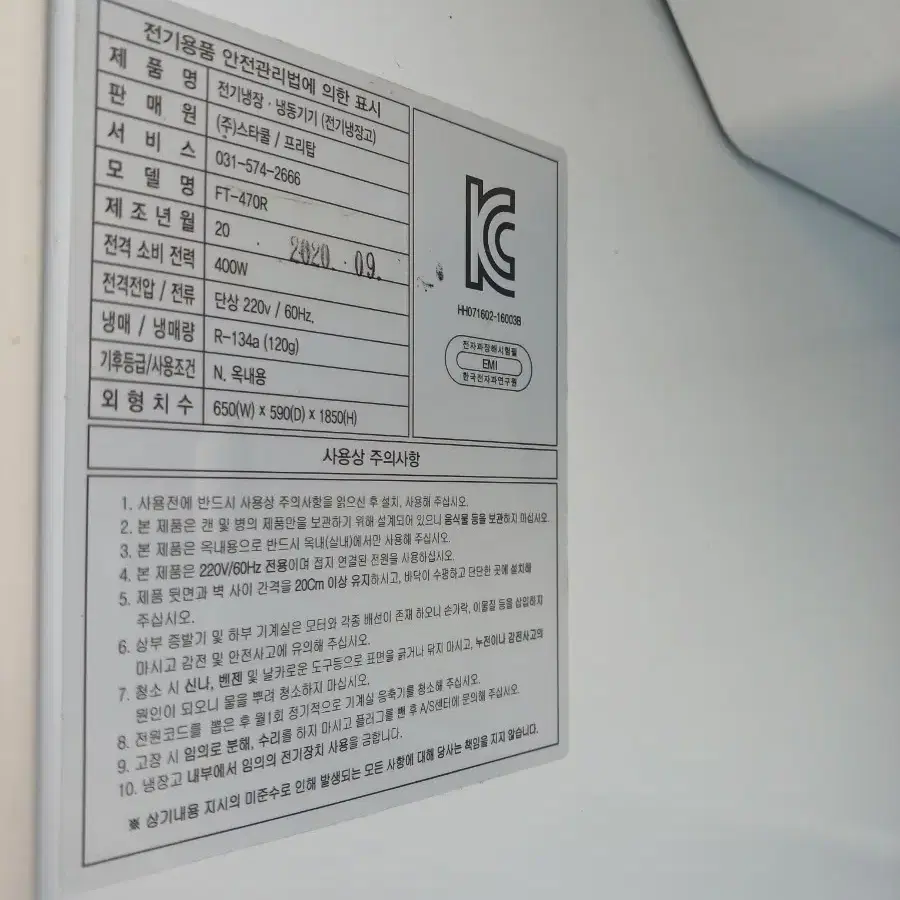 전기용품 안전관리법에 의한 표시
제 품 명 전기냉장 · 냉동기기 (전기냉장고)
판 매 원 (주)스타쿨 / 프리탑
서 비 스 031-574-2666
모 델 명 FT-470R
제 조 년 월 20 2020. 09.
전격 소비 전력 400W
전격전압 / 전류 단상 220v / 60Hz.
냉매 / 냉매량 R-134a (120g)
기후등급/사용조건 N. 옥내용
외 형 치 수 650(W) x 590(D) x 1850(H)
KC
HH071602-16003B
전자파장해시험필
EMI
한국전자파연구원
사용상 주의사항
1. 사용전에 반드시 사용상 주의사항을 읽으신 후 설치, 사용해 주십시오.
2. 본 제품은 캔 및 병의 제품만을 보관하기 위해 설계되어 있으니 음식물 등을 보관하지 마십시오.
3. 본 제품은 옥내용으로 반드시 옥내(실내)에서만 사용해 주십시오.
4. 본 제품은 220V/60Hz 전용이며 접지 연결된 전원을 사용하십시오.
5. 제품 뒷면과 벽 사이 간격을 20Cm 이상 유지하시고, 바닥이 수평하고 단단한 곳에 설치해
주십시오.
6. 상부 증발기 및 하부 기계실은 모터와 각종 배선이 존재 하오니 손가락, 이물질 등을 삽입하지
마시고 감전 및 안전사고에 유의해 주십시오.
7. 청소 시 신나, 벤젠 및 날카로운 도구등으로 표면을 긁거나 닦지 마시고, 누전이나 감전사고의
원인이 되오니 물을 뿌려 청소하지 마십시오.
8. 전원코드를 뽑은 후 월1회 정기적으로 기계실 응축기를 청소해 주십시오.
9. 고장 시 임의로 분해, 수리를 하지 마시고 플러그를 뺀 후 A/S센터에 문의해 주십시오.
10. 냉장고 내부에서 임의의 전기장치 사용을 금합니다.
※ 상기내용 지시의 미준수로 인해 발생되는 모든 사항에 대해 당사는 책임을 지지 않습니다.